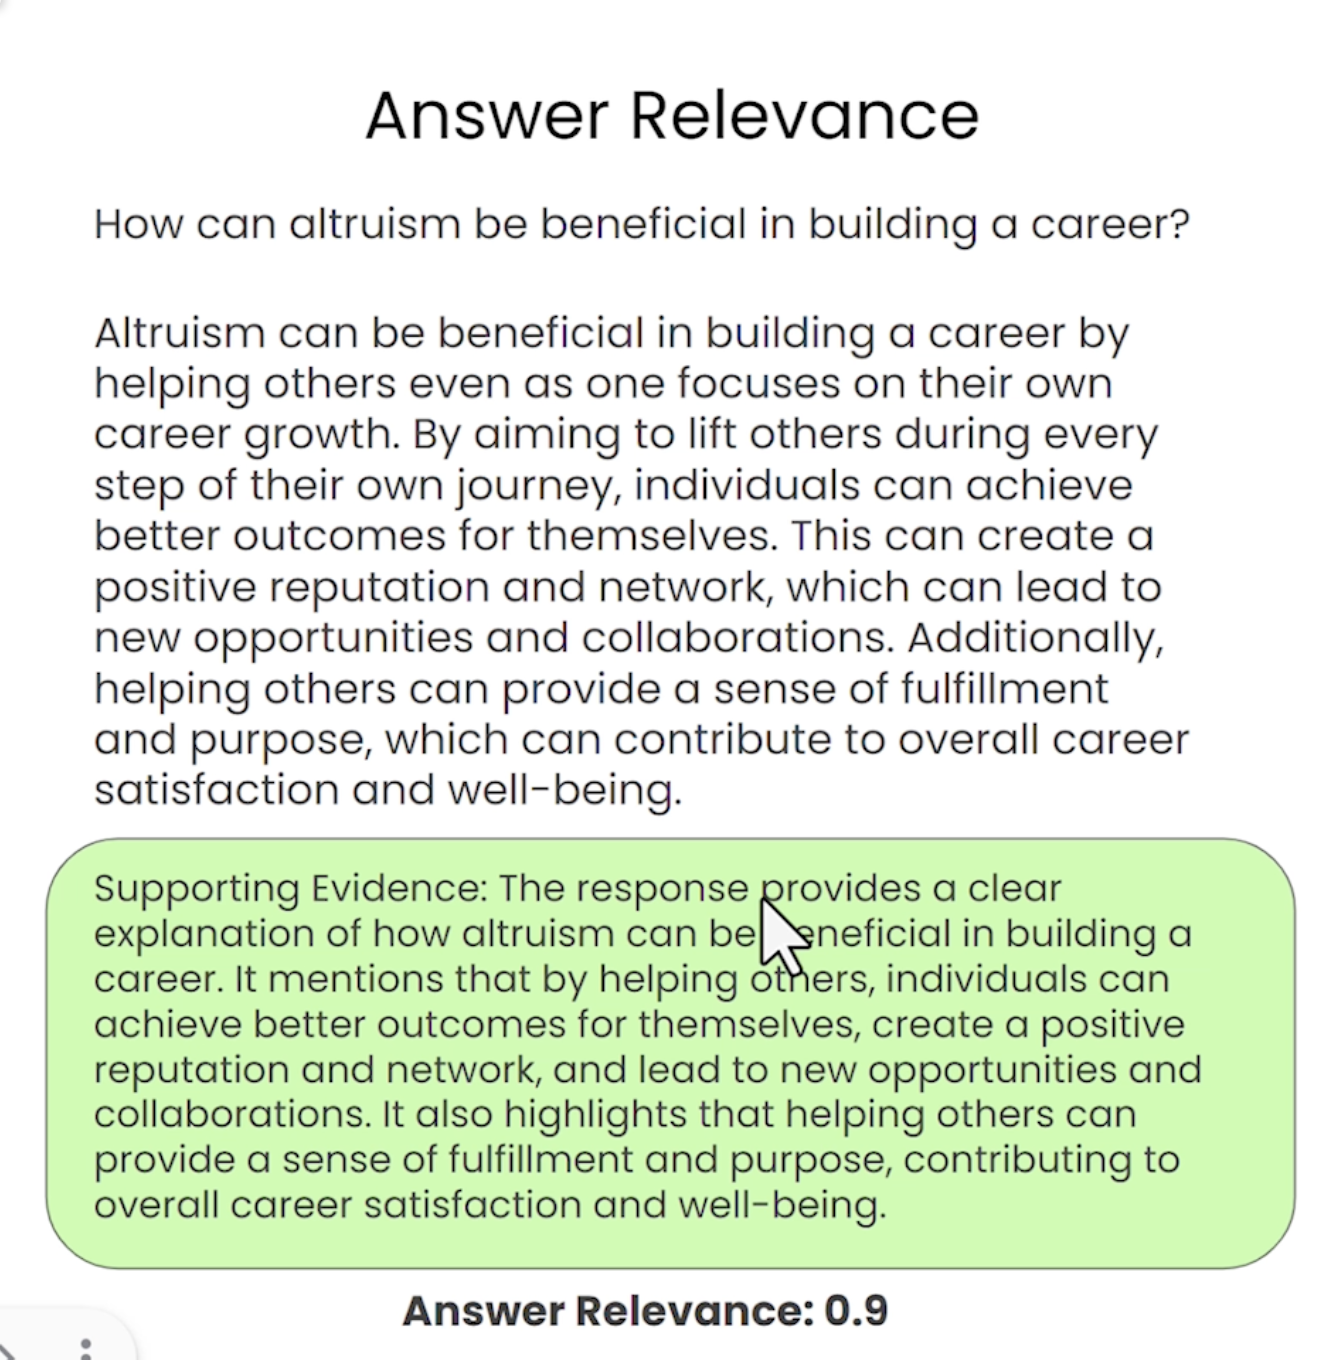 Answer Relevance
How can altruism be beneficial in building a career?
Altruism can be beneficial in building a career by
helping others even as one focuses on their own
career growth. By aiming to lift others during every
step of their own journey, individuals can achieve
better outcomes for themselves. This can create a
positive reputation and network, which can lead to
new opportunities and collaborations. Additionally,
helping others can provide a sense of fulfillment
and purpose, which can contribute to overall career
satisfaction and well-being.
Supporting Evidence: The response provides a clear
explanation of how altruism can be beneficial in building a
career. It mentions that by helping others, individuals can
achieve better outcomes for themselves, create a positive
reputation and network, and lead to new opportunities and
collaborations. It also highlights that helping others can
provide a sense of fulfillment and purpose, contributing to
overall career satisfaction and well-being.
Answer Relevance: 0.9